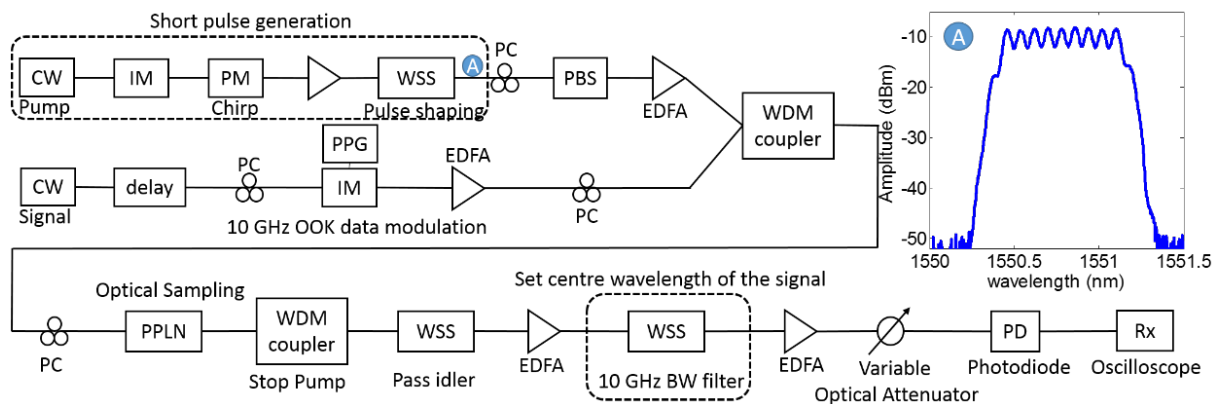 Short pulse generation
CW
IM
PM
WSS
A
PC
PBS
EDFA
WDM
coupler
Pump
Chirp
Pulse shaping
PPG
CW
delay
PC
IM
EDFA
PC
Signal
10 GHz OOK data modulation
A
Amplitude (dBm)
-10
-20
-30
-40
-50
1550
1550.5
1551
1551.5
wavelength (nm)
Optical Sampling
Set centre wavelength of the signal
PC
PPLN
WDM
coupler
Stop Pump
WSS
Pass idler
EDFA
WSS
10 GHz BW filter
EDFA
Variable
Optical Attenuator
PD
Photodiode
Rx
Oscilloscope